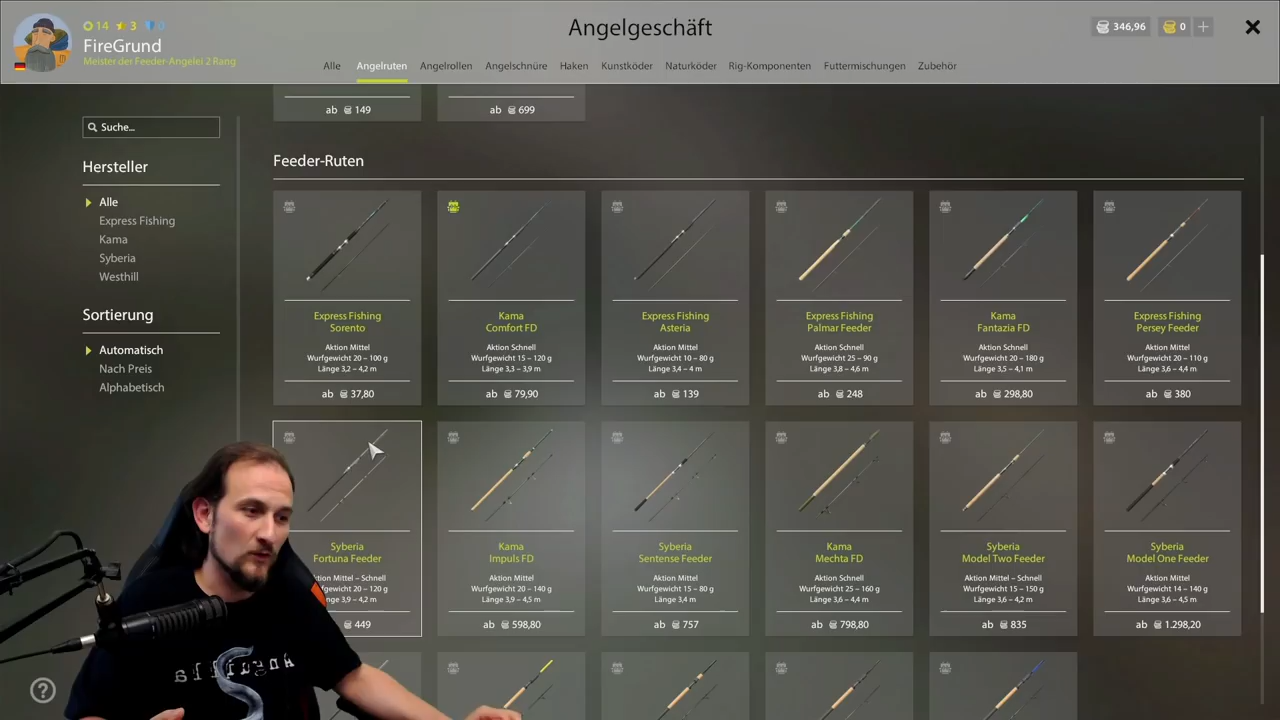 14 3 0
FireGrund
Meister der Feeder-Angelei 2 Rang
Angelgeschäft
346,96 0 +
Alle Angelruten Angelrollen Angelschnüre Haken Kunstköder Naturköder Rig-Komponenten Futtermischungen Zubehör
Suche...
Hersteller
Alle
Express Fishing
Kama
Syberia
Westhill
Sortierung
Automatisch
Nach Preis
Alphabetisch
ab 149
ab 699
Feeder-Ruten
Express Fishing
Sorento
Aktion Mittel
Wurfgewicht 20 – 100 g
Länge 3,2 – 4,2 m
ab 37,80
Kama
Comfort FD
Aktion Schnell
Wurfgewicht 15 – 120 g
Länge 3,3 – 3,9 m
ab 79,90
Express Fishing
Asteria
Aktion Mittel
Wurfgewicht 10 – 80 g
Länge 3,4 – 4 m
ab 139
Express Fishing
Palmar Feeder
Aktion Schnell
Wurfgewicht 25 – 90 g
Länge 3,8 – 4,6 m
ab 248
Kama
Fantazia FD
Aktion Schnell
Wurfgewicht 20 – 180 g
Länge 3,5 – 4,1 m
ab 298,80
Express Fishing
Persey Feeder
Aktion Mittel
Wurfgewicht 20 – 110 g
Länge 3,6 – 4,4 m
ab 380
Syberia
Fortuna Feeder
Mittel – Schnell
20 – 120 g
3,9 – 4,2 m
449
Kama
Impuls FD
Aktion Mittel
Wurfgewicht 20 – 140 g
Länge 3,9 – 4,5 m
ab 598,80
Syberia
Sentense Feeder
Aktion Mittel
Wurfgewicht 15 – 80 g
Länge 3,4 m
ab 757
Kama
Mechta FD
Aktion Mittel
Wurfgewicht 25 – 160 g
Länge 3,6 – 4,4 m
ab 798,80
Syberia
Model Two Feeder
Aktion Mittel – Schnell
Wurfgewicht 15 – 150 g
Länge 3,6 – 4,2 m
ab 835
Syberia
Model One Feeder
Aktion Mittel
Wurfgewicht 14 – 140 g
Länge 3,6 – 4,5 m
ab 1.298,20
?